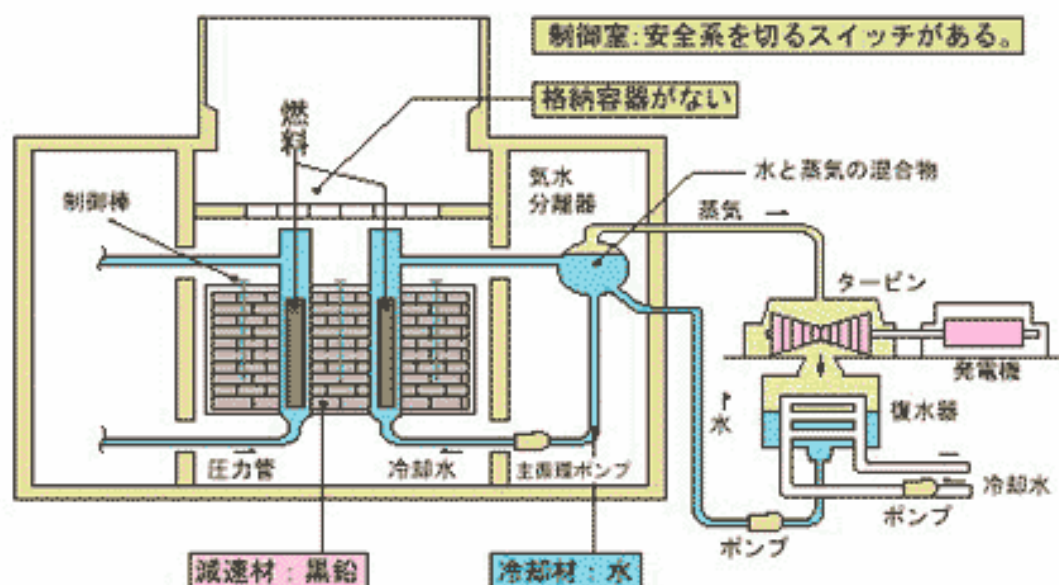 制御室:安全系を切るスイッチがある。
格納容器がない
燃料
制御棒
気水
分離器
水と蒸気の混合物
蒸気
タービン
発電機
復水器
水
圧力管
冷却水
主循環ポンプ
冷却水
ポンプ
ポンプ
減速材:黒鉛
冷却材:水